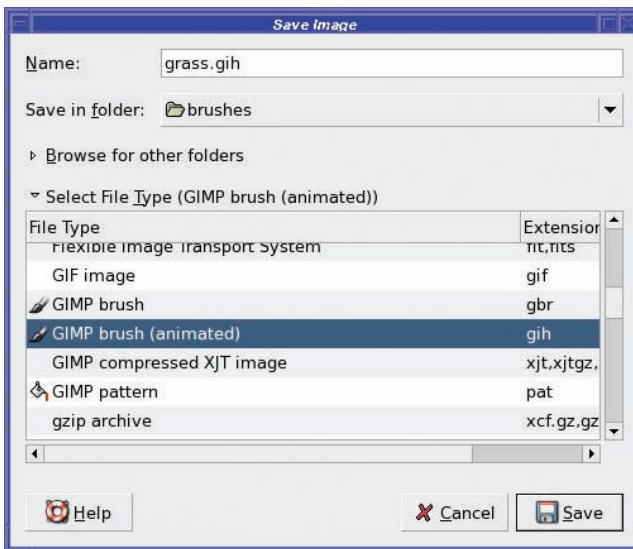 Save Image
Name: grass.gih
Save in folder: brushes
Browse for other folders
Select File Type (GIMP brush (animated))
File Type Extension
Flexible Image Transport System fit,fits
GIF image gif
GIMP brush gbr
GIMP brush (animated) gih
GIMP compressed XJT image xjt,xjtgz,
GIMP pattern pat
gzip archive xcf.gz,gz
Help Cancel Save